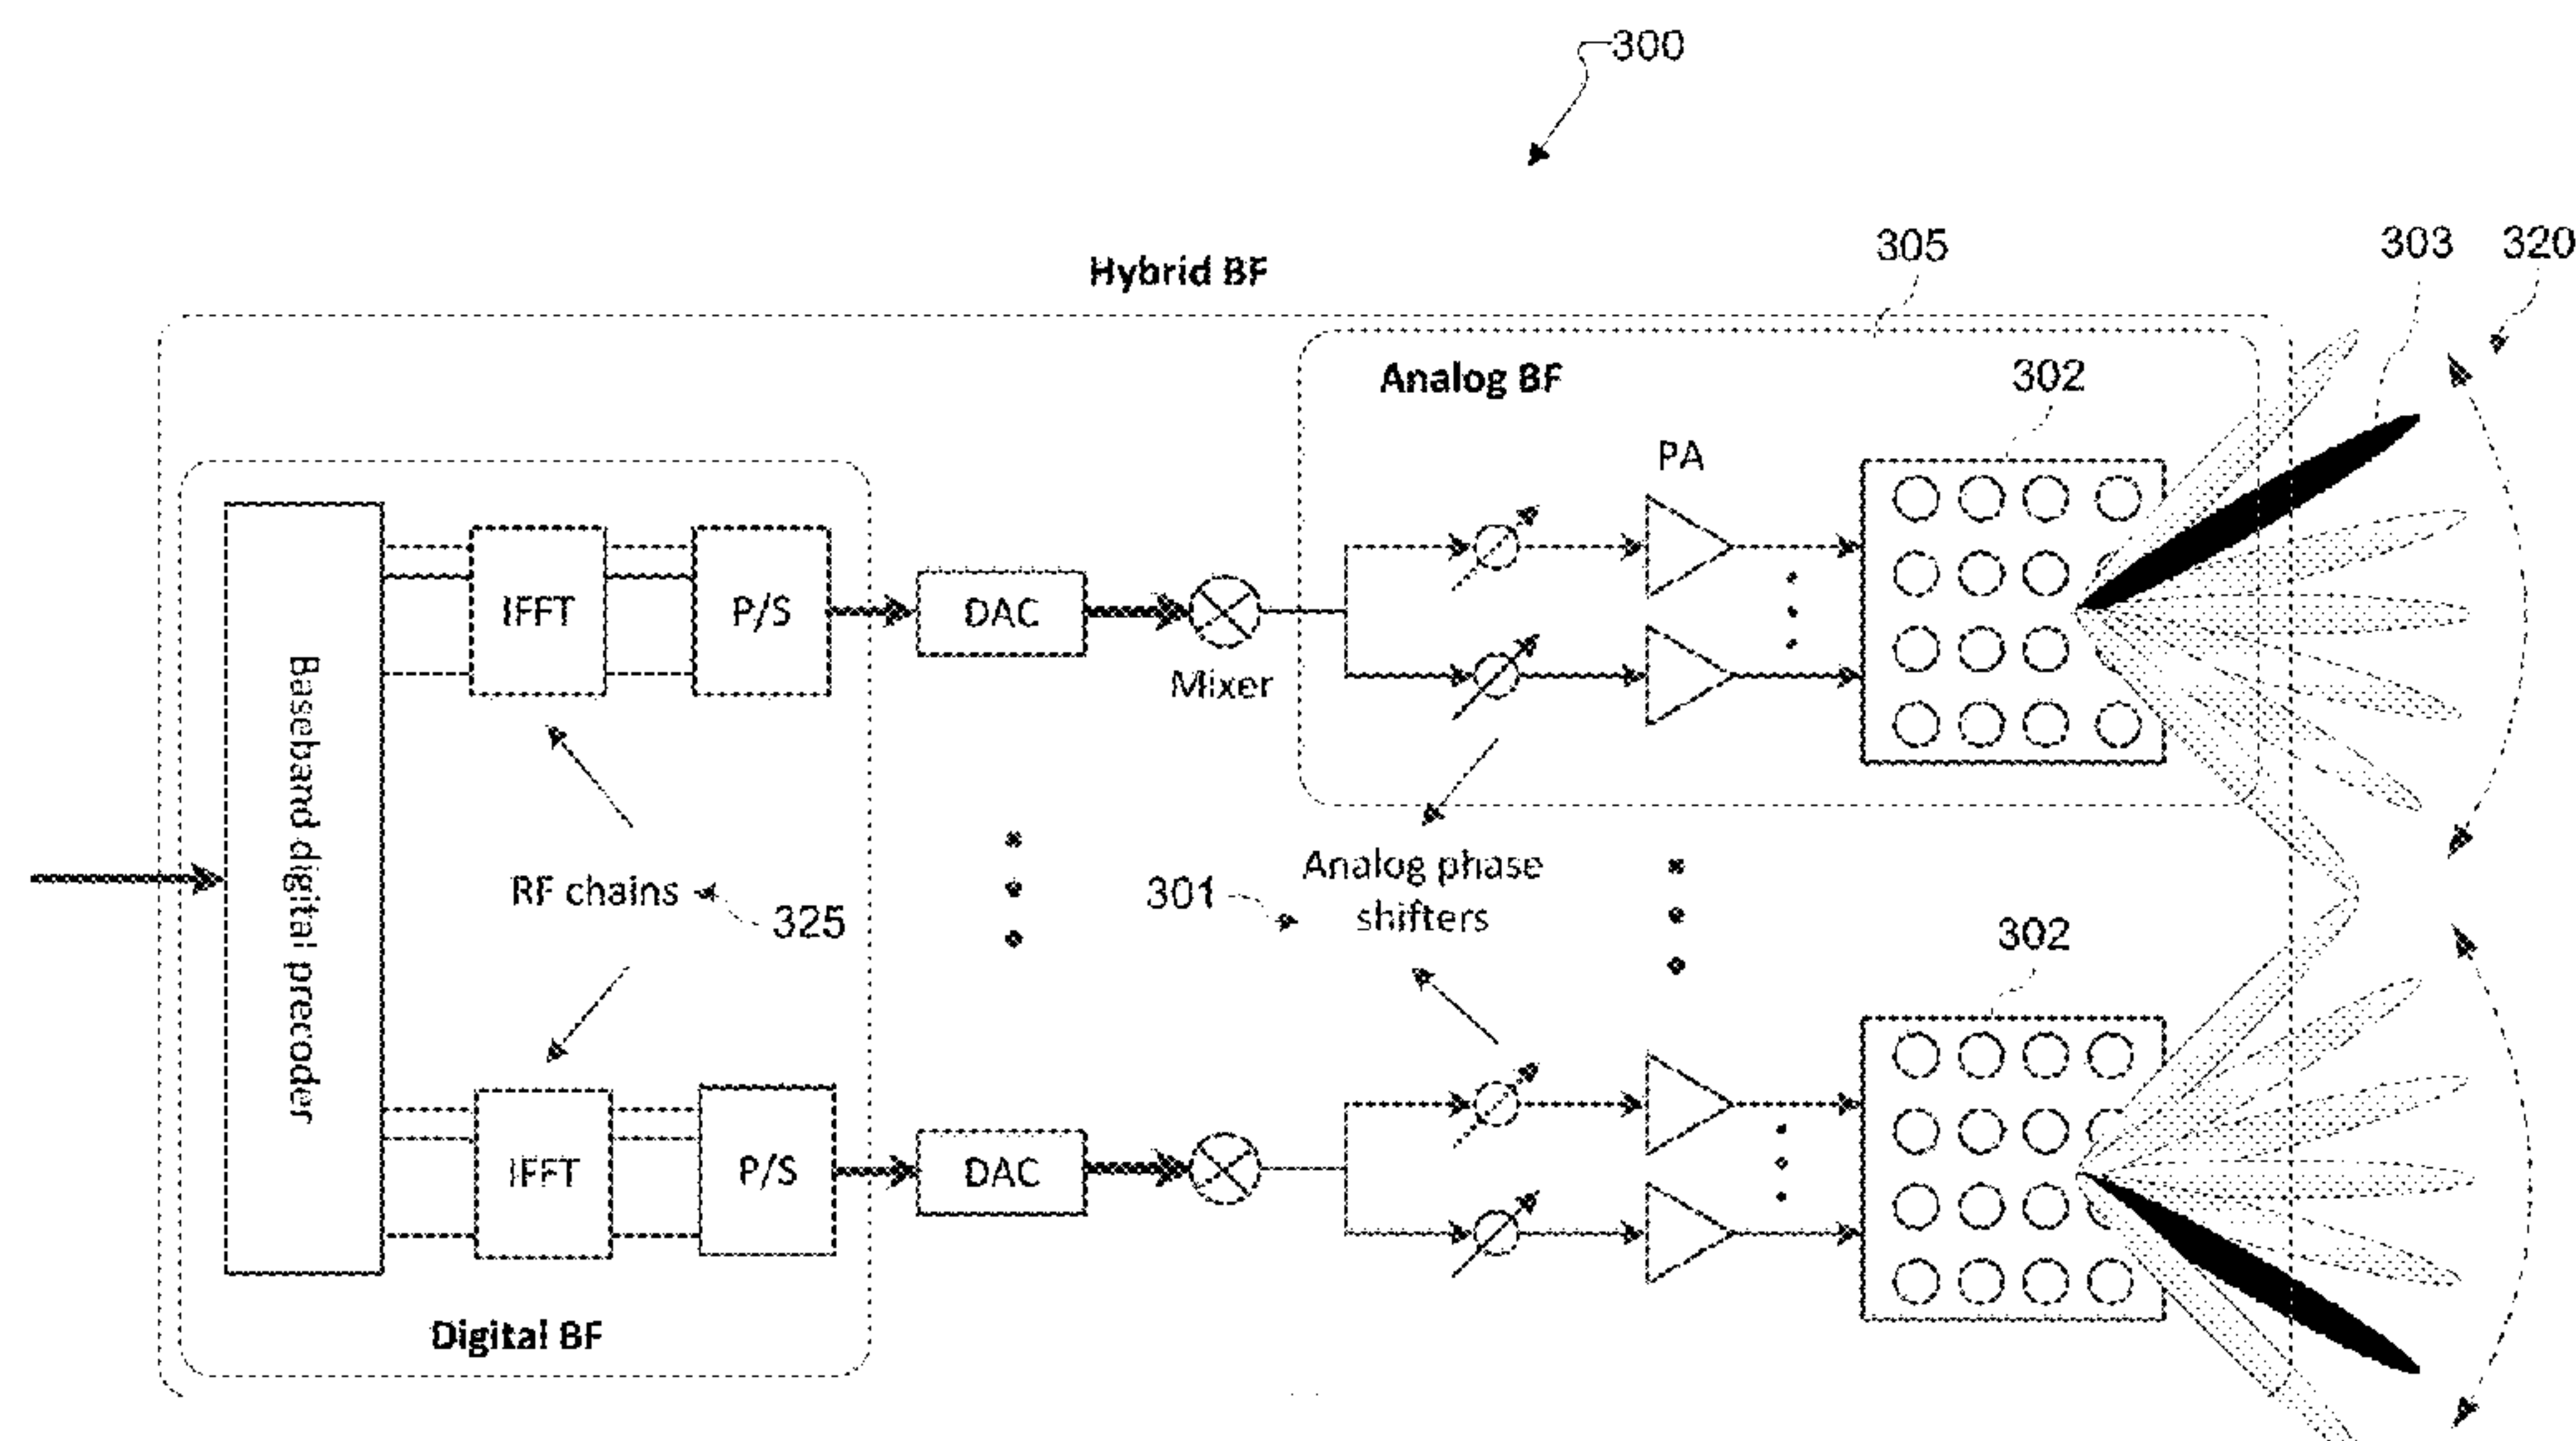 300
305
303
320
Hybrid BF
Analog BF
302
PA
IFFT
P/S
DAC
Mixer
Baseband digital precoder
RF chains
325
301
Analog phase
shifters
302
IFFT
P/S
DAC
Digital BF